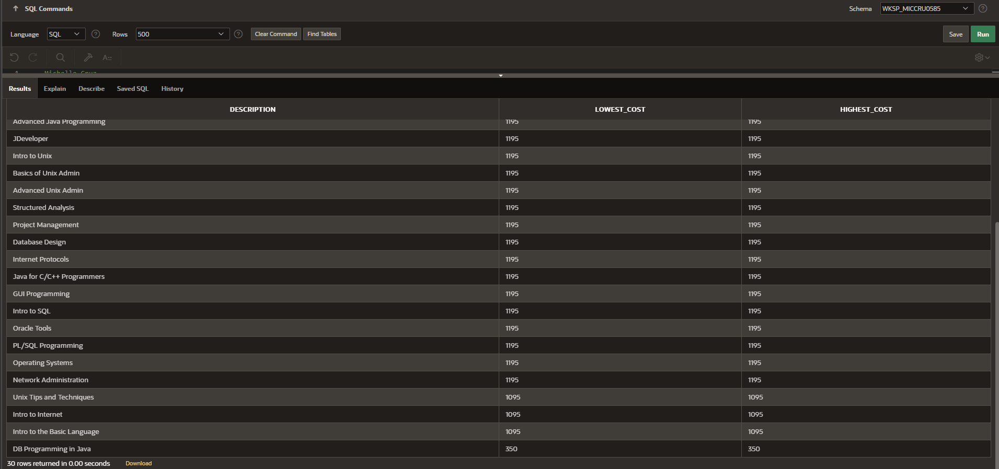 SQL Commands
Schema WKSP_MICCRU0585
Language SQL Rows 500 Clear Command Find Tables Save Run
1 Michelle Cruz
Results Explain Describe Saved SQL History
DESCRIPTION LOWEST_COST HIGHEST_COST
Advanced Java Programming 1195 1195
JDeveloper 1195 1195
Intro to Unix 1195 1195
Basics of Unix Admin 1195 1195
Advanced Unix Admin 1195 1195
Structured Analysis 1195 1195
Project Management 1195 1195
Database Design 1195 1195
Internet Protocols 1195 1195
Java for C/C++ Programmers 1195 1195
GUI Programming 1195 1195
Intro to SQL 1195 1195
Oracle Tools 1195 1195
PL/SQL Programming 1195 1195
Operating Systems 1195 1195
Network Administration 1195 1195
Unix Tips and Techniques 1095 1095
Intro to Internet 1095 1095
Intro to the Basic Language 1095 1095
DB Programming in Java 350 350
30 rows returned in 0.00 seconds Download